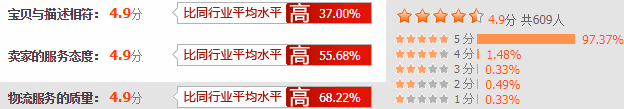 宝贝与描述相符： 4.9分 比同行业平均水平 高 37.00%
卖家的服务态度： 4.9分 比同行业平均水平 高 55.68%
物流服务的质量： 4.9分 比同行业平均水平 高 68.22%
4.9分 共609人
5分 97.37%
4分 1.48%
3分 0.33%
2分 0.49%
1分 0.33%